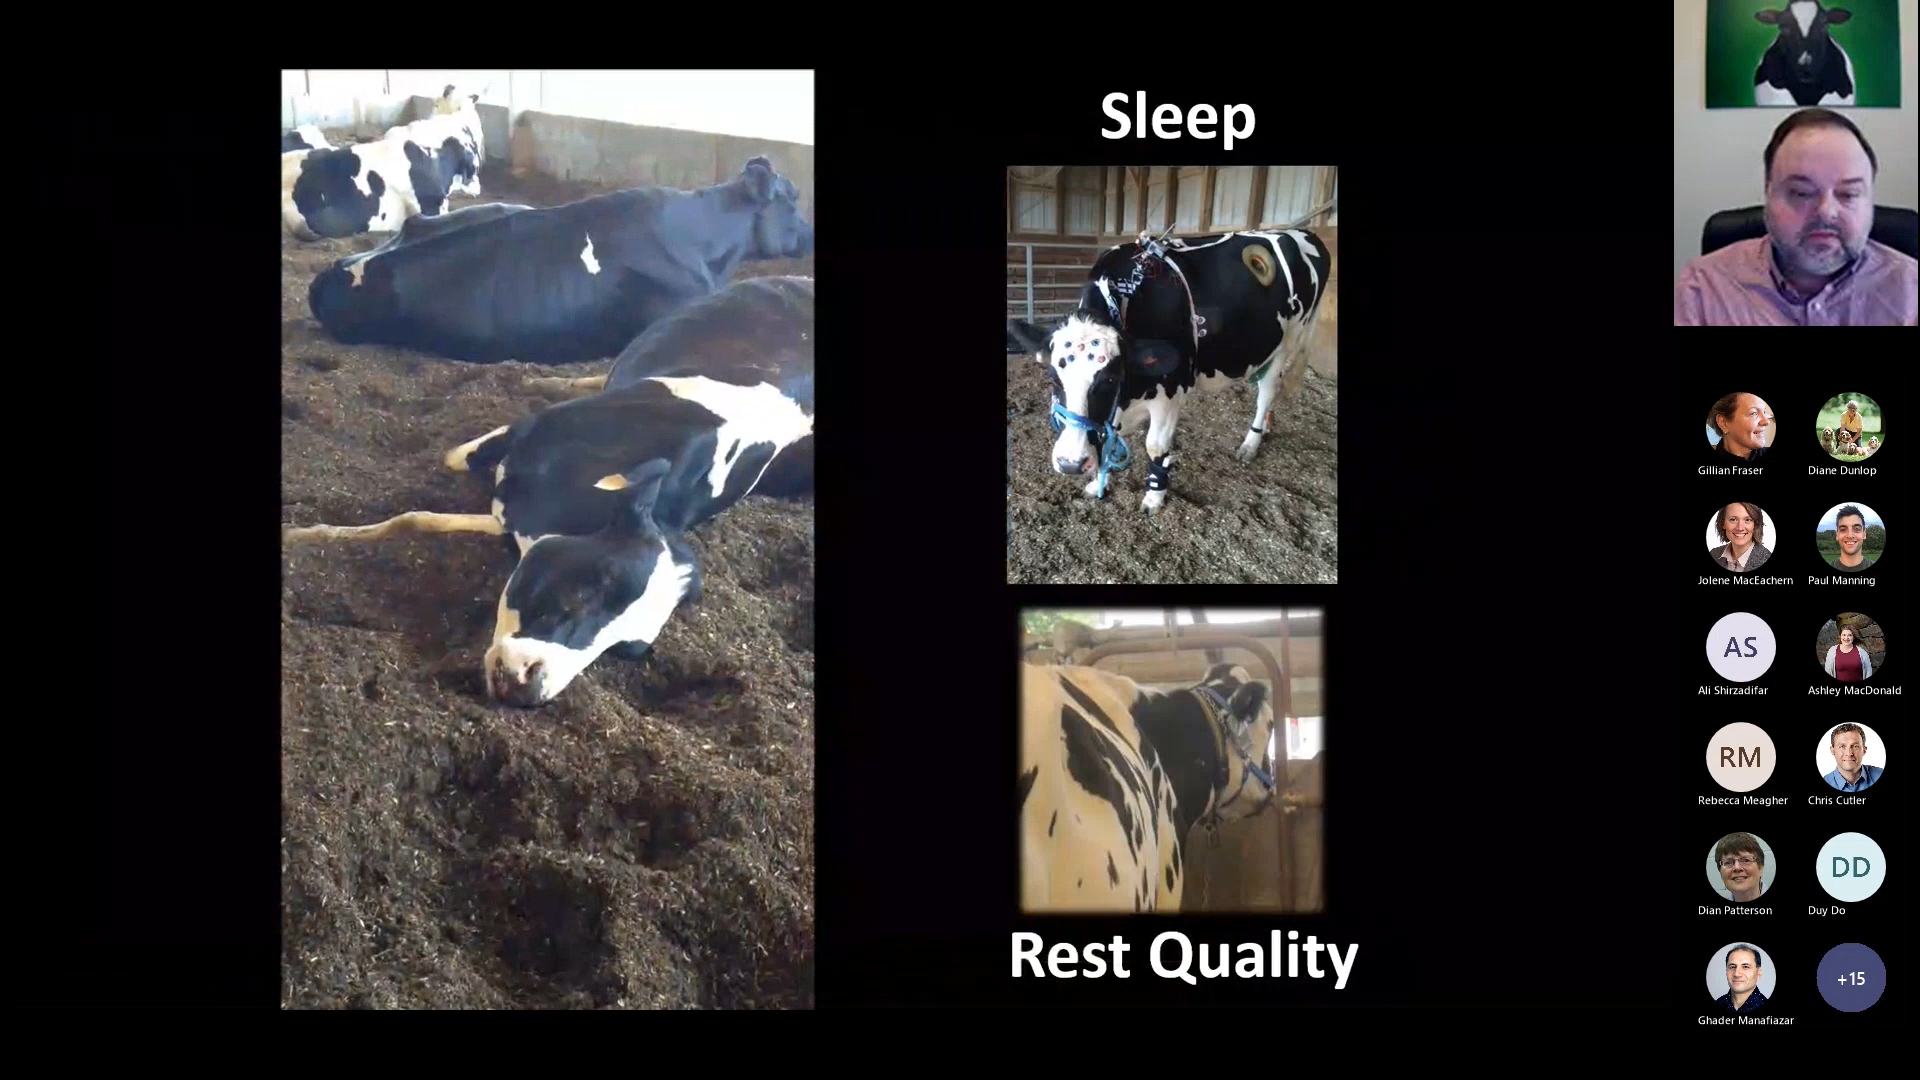 Sleep
Rest Quality
Gillian Fraser
Diane Dunlop
Jolene MacEachern
Paul Manning
AS
Ali Shirzadifar
Ashley MacDonald
RM
Rebecca Meagher
Chris Cutler
Dian Patterson
DD
Duy Do
Ghader Manafiazar
+15